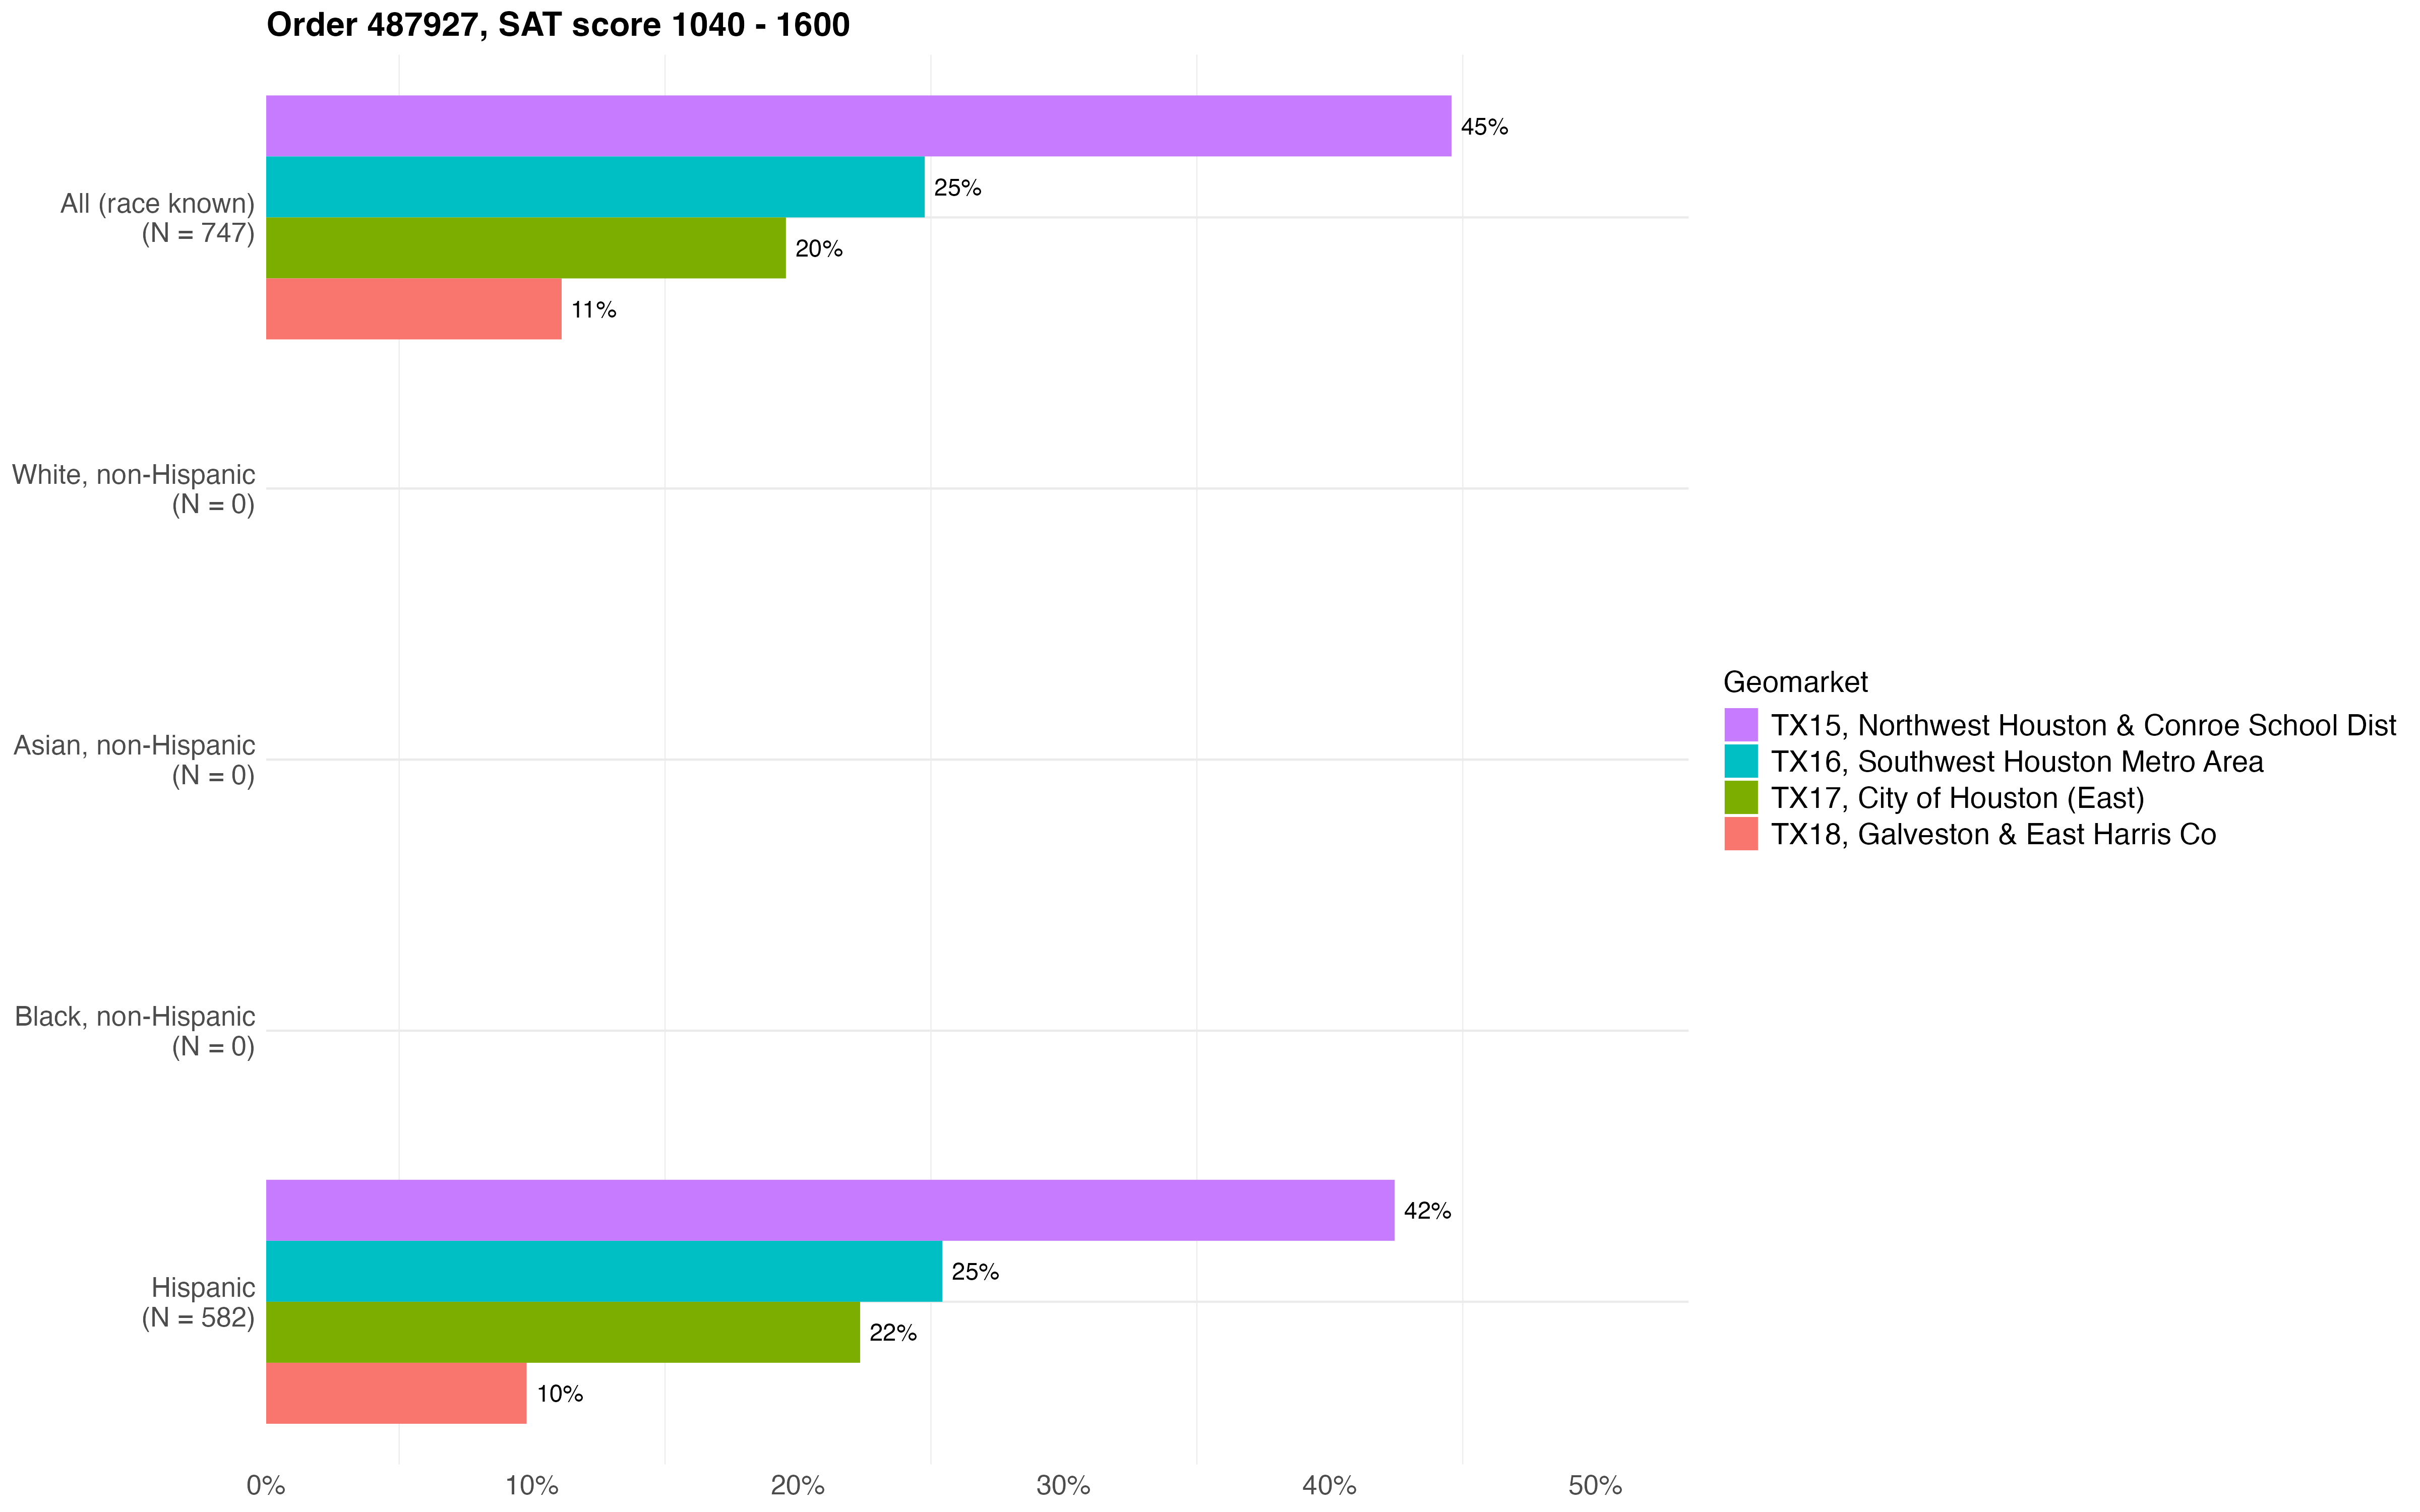 Order 487927, SAT score 1040 - 1600
All (race known)
(N = 747)
45%
25%
20%
11%
White, non-Hispanic
(N = 0)
Asian, non-Hispanic
(N = 0)
Black, non-Hispanic
(N = 0)
Hispanic
(N = 582)
42%
25%
22%
10%
0%
10%
20%
30%
40%
50%
Geomarket
TX15, Northwest Houston & Conroe School Dist
TX16, Southwest Houston Metro Area
TX17, City of Houston (East)
TX18, Galveston & East Harris Co